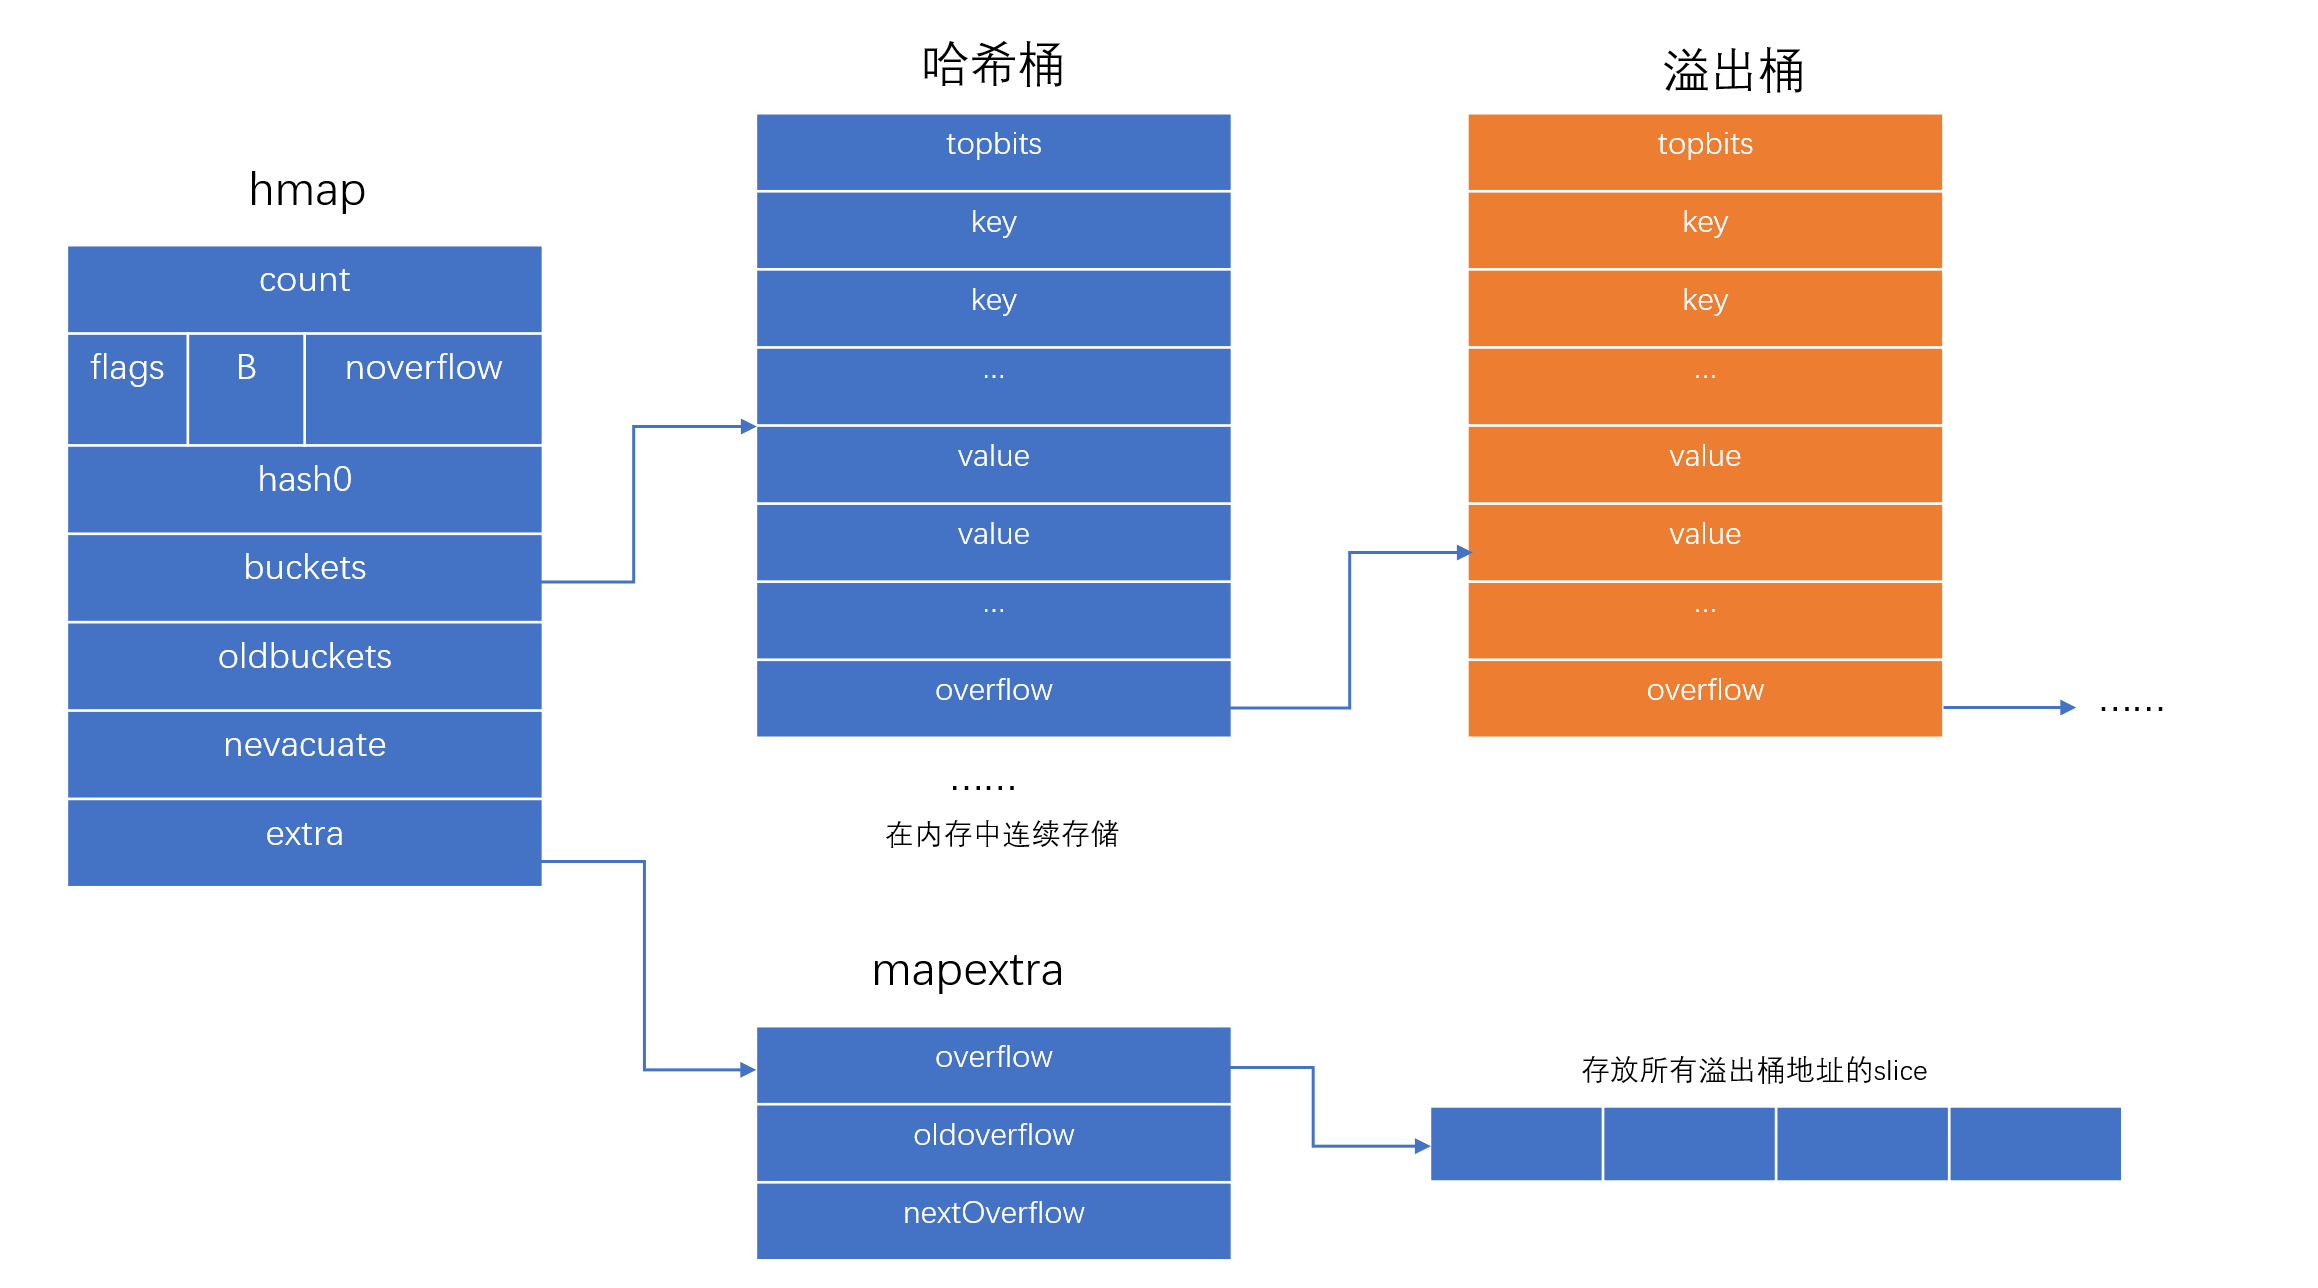 hmap
count
flags B noverflow
hash0
buckets
oldbuckets
nevacuate
extra
哈希桶
topbits
key
key
...
value
value
...
overflow
……
在内存中连续存储
溢出桶
topbits
key
key
...
value
value
...
overflow
……
mapextra
overflow
oldoverflow
nextOverflow
存放所有溢出桶地址的slice